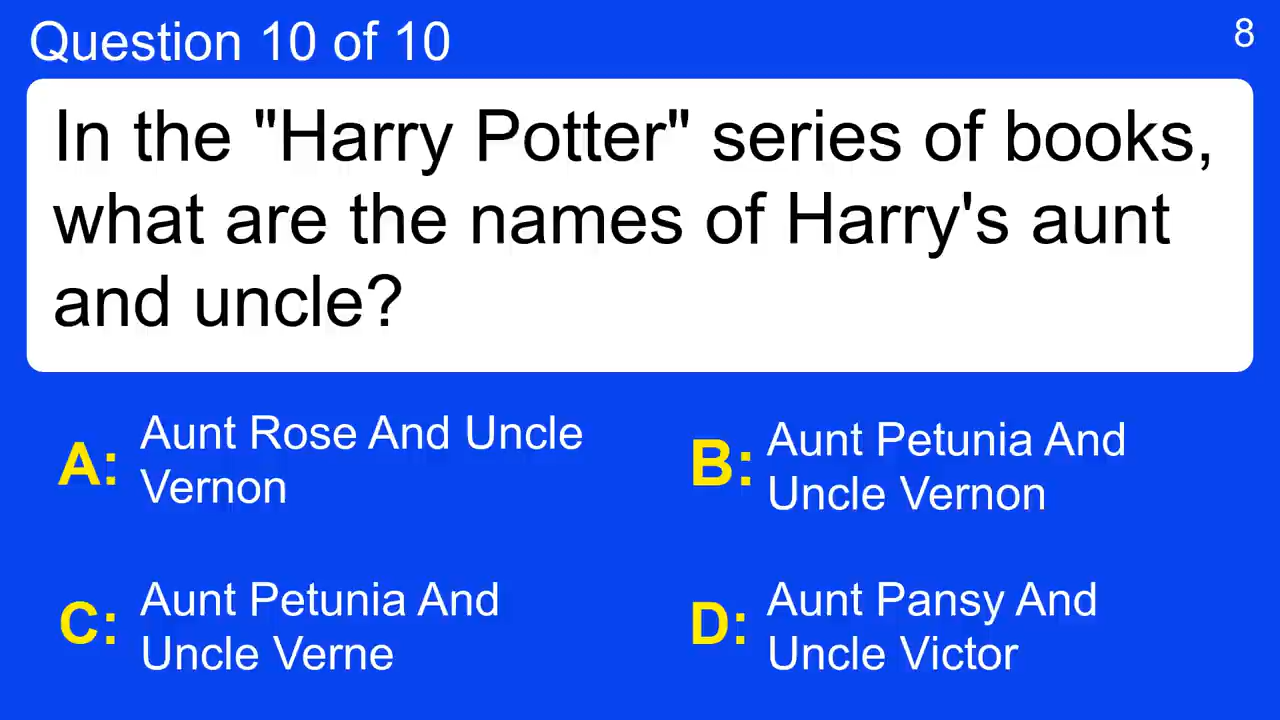 Question 10 of 10
8
In the "Harry Potter" series of books,
what are the names of Harry's aunt
and uncle?
A: Aunt Rose And Uncle
Vernon
B: Aunt Petunia And
Uncle Vernon
C: Aunt Petunia And
Uncle Verne
D: Aunt Pansy And
Uncle Victor